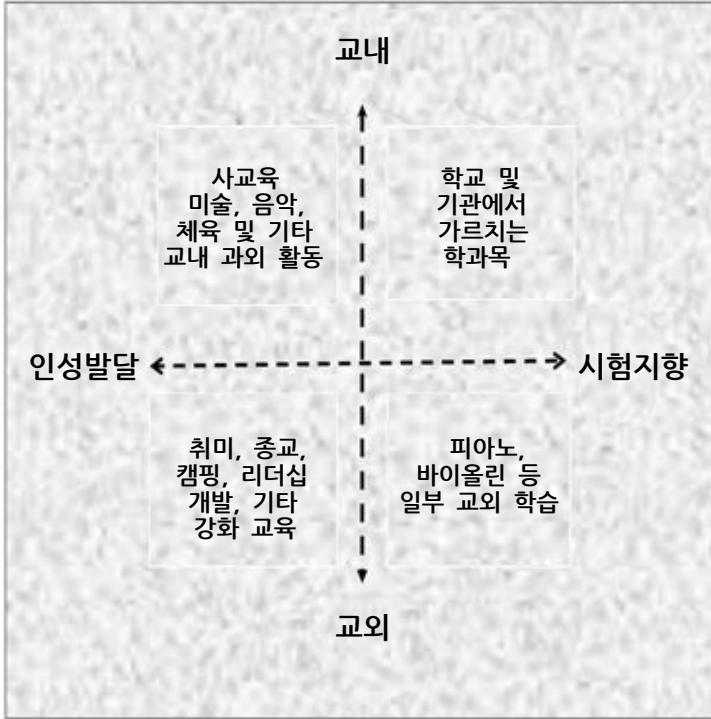 교내
사교육
미술, 음악,
체육 및 기타
교내 과외 활동
학교 및
기관에서
가르치는
학과목
인성발달
시험지향
취미, 종교,
캠핑, 리더십
개발, 기타
강화 교육
피아노,
바이올린 등
일부 교외 학습
교외